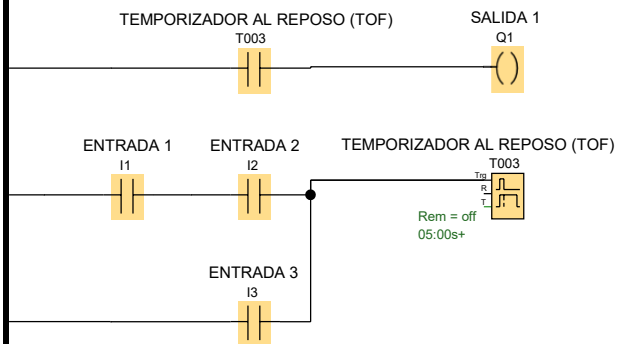 TEMPORIZADOR AL REPOSO (TOF)
T003
SALIDA 1
Q1
ENTRADA 1
I1
ENTRADA 2
I2
TEMPORIZADOR AL REPOSO (TOF)
T003
Trg
R
T
Rem = off
05:00s+
ENTRADA 3
I3